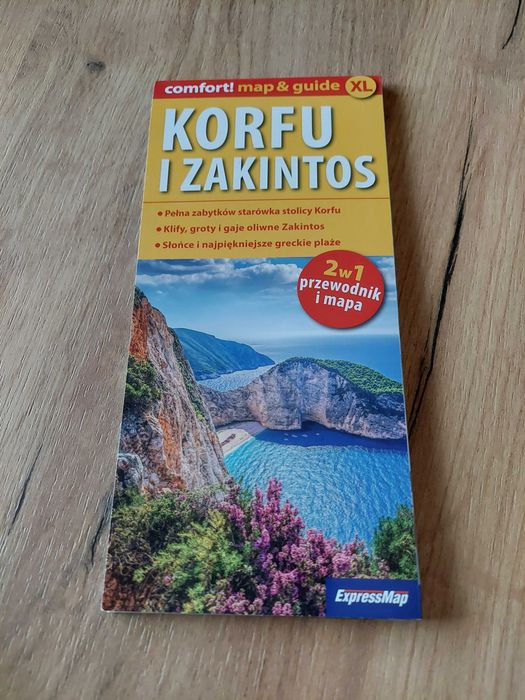 comfort! map & guide XL
KORFU
I ZAKINTOS
• Pełna zabytków starówka stolicy Korfu
• Klify, groty i gaje oliwne Zakintos
• Słońce i najpiękniejsze greckie plaże
2w1
przewodnik
i mapa
ExpressMap